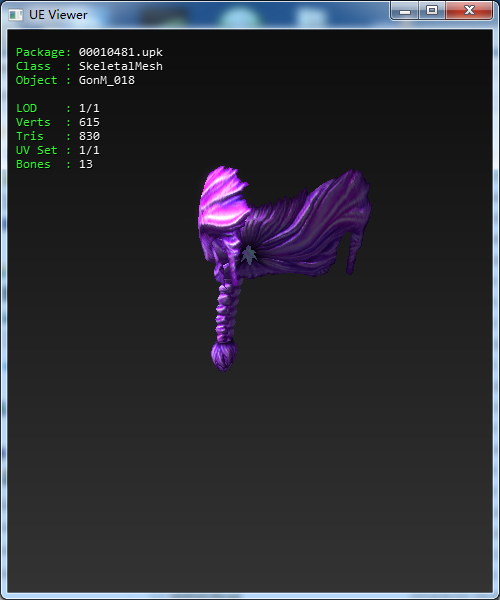 UE Viewer
Package: 00010481.upk
Class : SkeletalMesh
Object : GonM_018
LOD : 1/1
Verts : 615
Tris : 830
UV Set : 1/1
Bones : 13